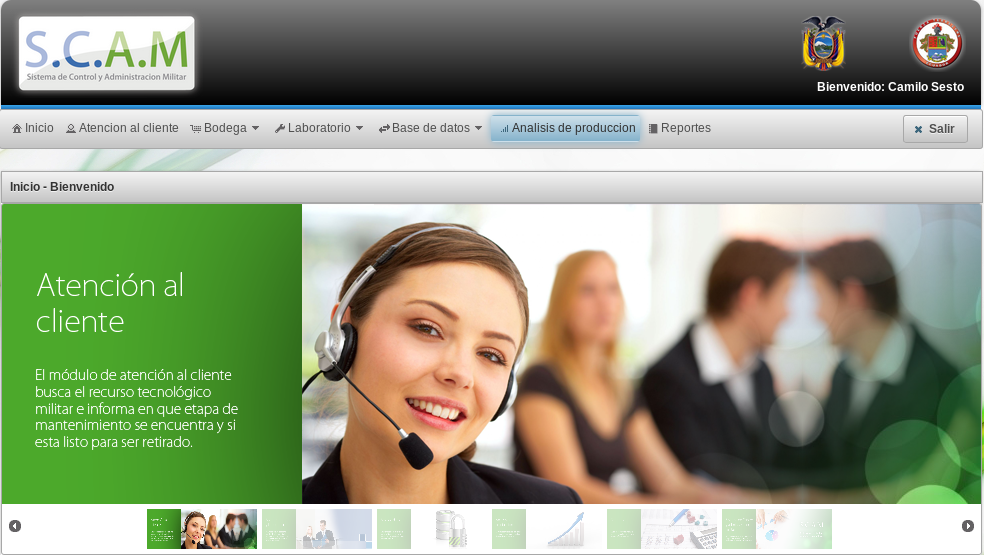 S.C.A.M
Sistema de Control y Administracion Militar
Bienvenido: Camilo Sesto
Inicio Atencion al cliente Bodega Laboratorio Base de datos Analisis de produccion Reportes Salir
Inicio - Bienvenido
Atención al
cliente
El módulo de atención al cliente
busca el recurso tecnológico
militar e informa en que etapa de
mantenimiento se encuentra y si
esta listo para ser retirado.